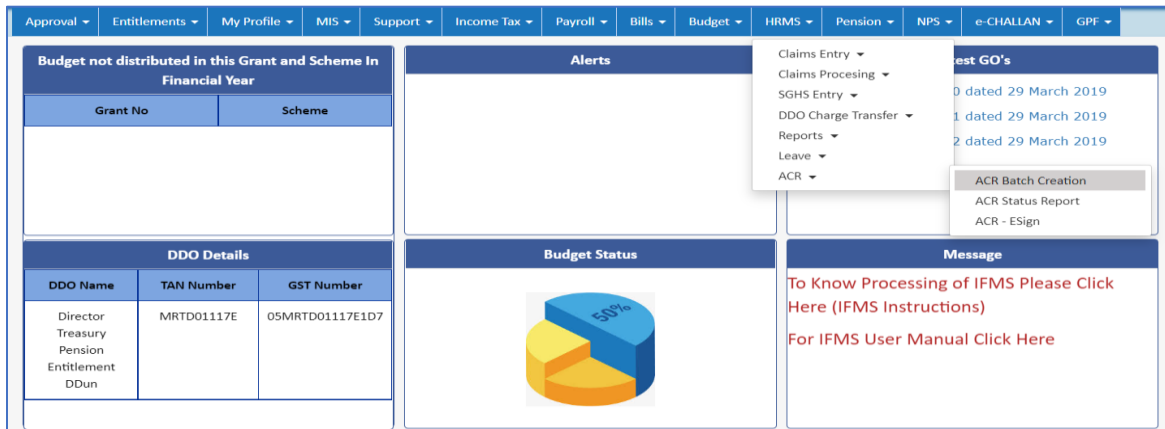 Approval
Entitlements
My Profile
MIS
Support
Income Tax
Payroll
Bills
Budget
HRMS
Pension
NPS
e-CHALLAN
GPF
Budget not distributed in this Grant and Scheme In
Financial Year
Grant No
Scheme
Alerts
Claims Entry
Claims Procesing
SGHS Entry
DDO Charge Transfer
Reports
Leave
ACR
est GO's
0 dated 29 March 2019
1 dated 29 March 2019
2 dated 29 March 2019
ACR Batch Creation
ACR Status Report
ACR - ESign
DDO Details
DDO Name
TAN Number
GST Number
Director
Treasury
Pension
Entitlement
DDun
MRTD01117E
05MRTD01117E1D7
Budget Status
50%
Message
To Know Processing of IFMS Please Click
Here (IFMS Instructions)
For IFMS User Manual Click Here